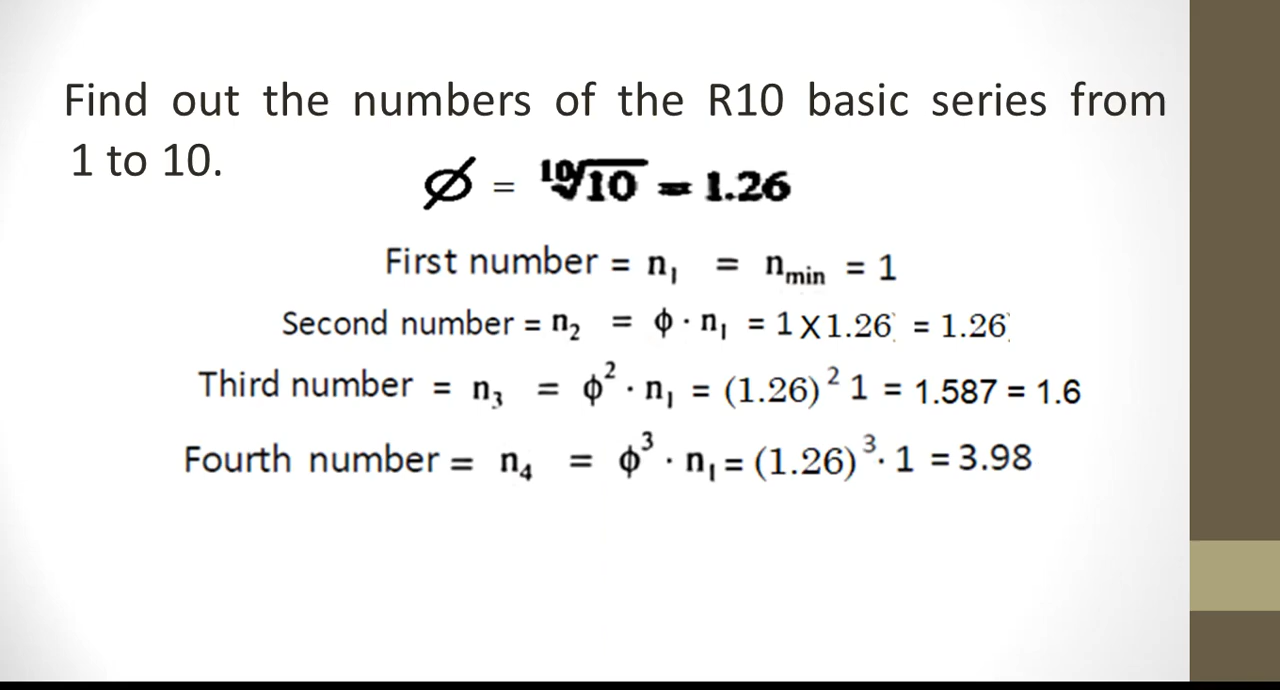 Find out the numbers of the R10 basic series from
1 to 10.
∅ = ¹⁰√10 = 1.26
First number = n₁ = nmin = 1
Second number = n₂ = ϕ · n₁ = 1 X 1.26 = 1.26
Third number = n₃ = ϕ² · n₁ = (1.26)² 1 = 1.587 = 1.6
Fourth number = n₄ = ϕ³ · n₁ = (1.26)³· 1 = 3.98